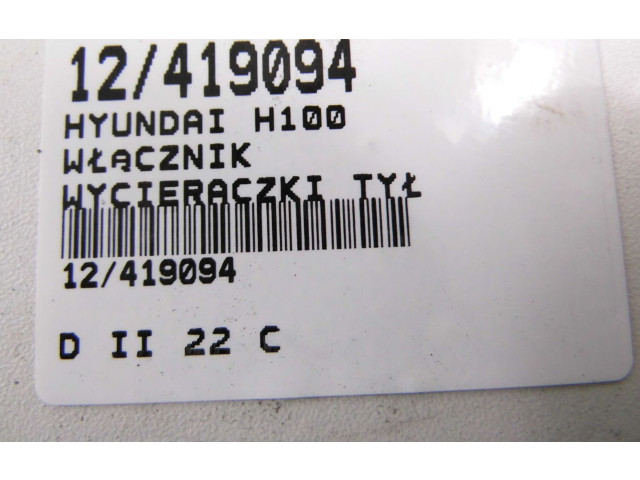 12/419094
HYUNDAI H100
WŁĄCZNIK
WYCIERACZKI TYŁ
12/419094
D II 22 C